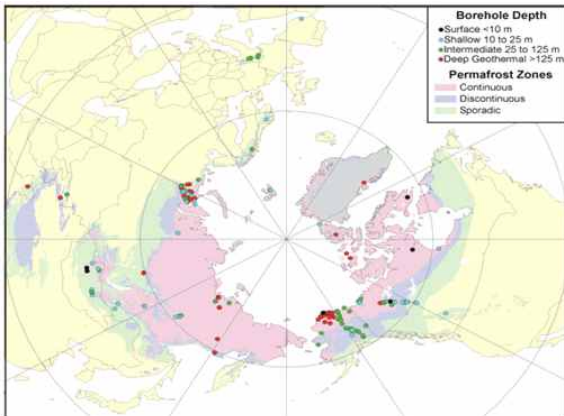 Borehole Depth
Surface <10 m
Shallow 10 to 25 m
Intermediate 25 to 125 m
Deep Geothermal >125 m
Permafrost Zones
Continuous
Discontinuous
Sporadic